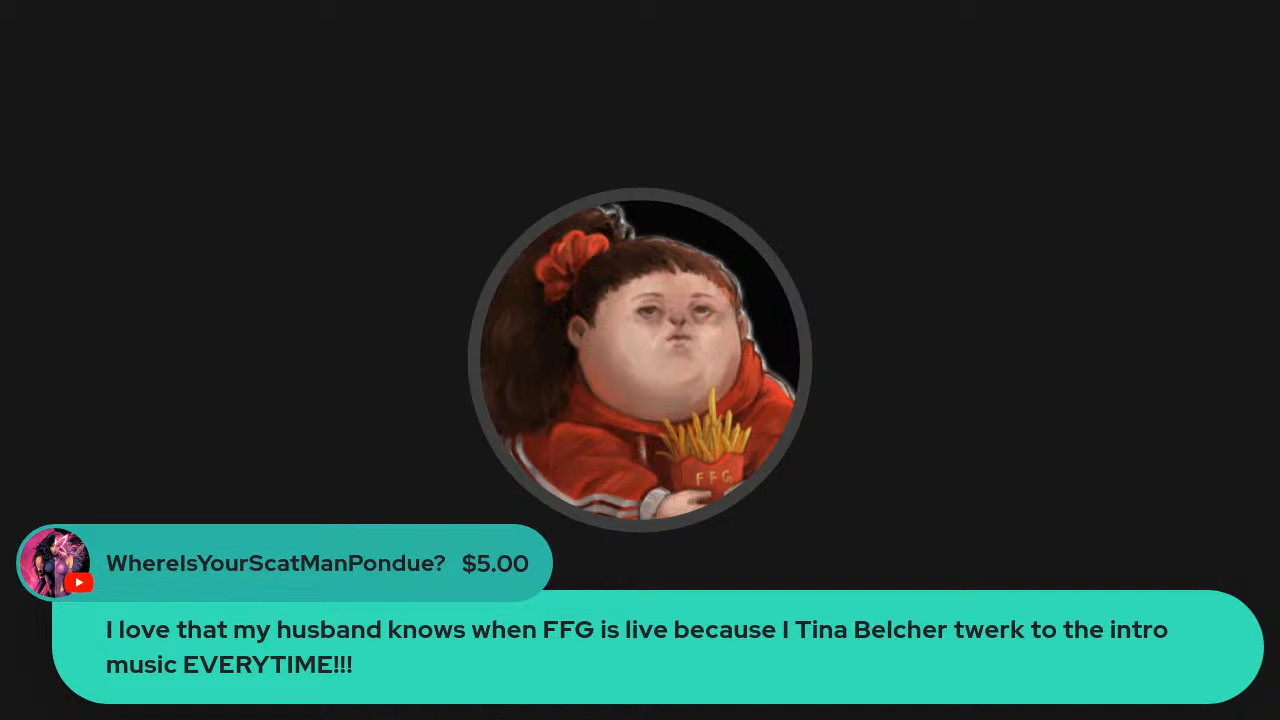 FFG
WhereIsYourScatManPondue? $5.00
I love that my husband knows when FFG is live because I Tina Belcher twerk to the intro
music EVERYTIME!!!